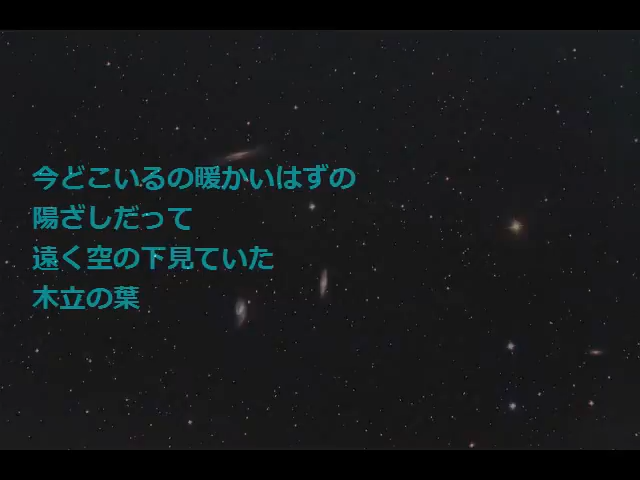 今どこいるの暖かいはずの
陽ざしだって
遠く空の下見ていた
木立の葉